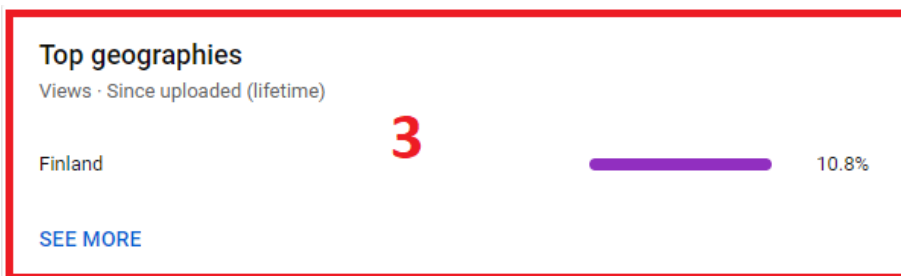 Top geographies
Views · Since uploaded (lifetime)
3
Finland 10.8%
SEE MORE